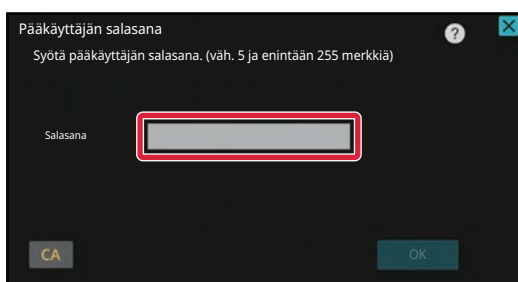 Pääkäyttäjän salasana
Syötä pääkäyttäjän salasana. (väh. 5 ja enintään 255 merkkiä)
Salasana
CA
OK